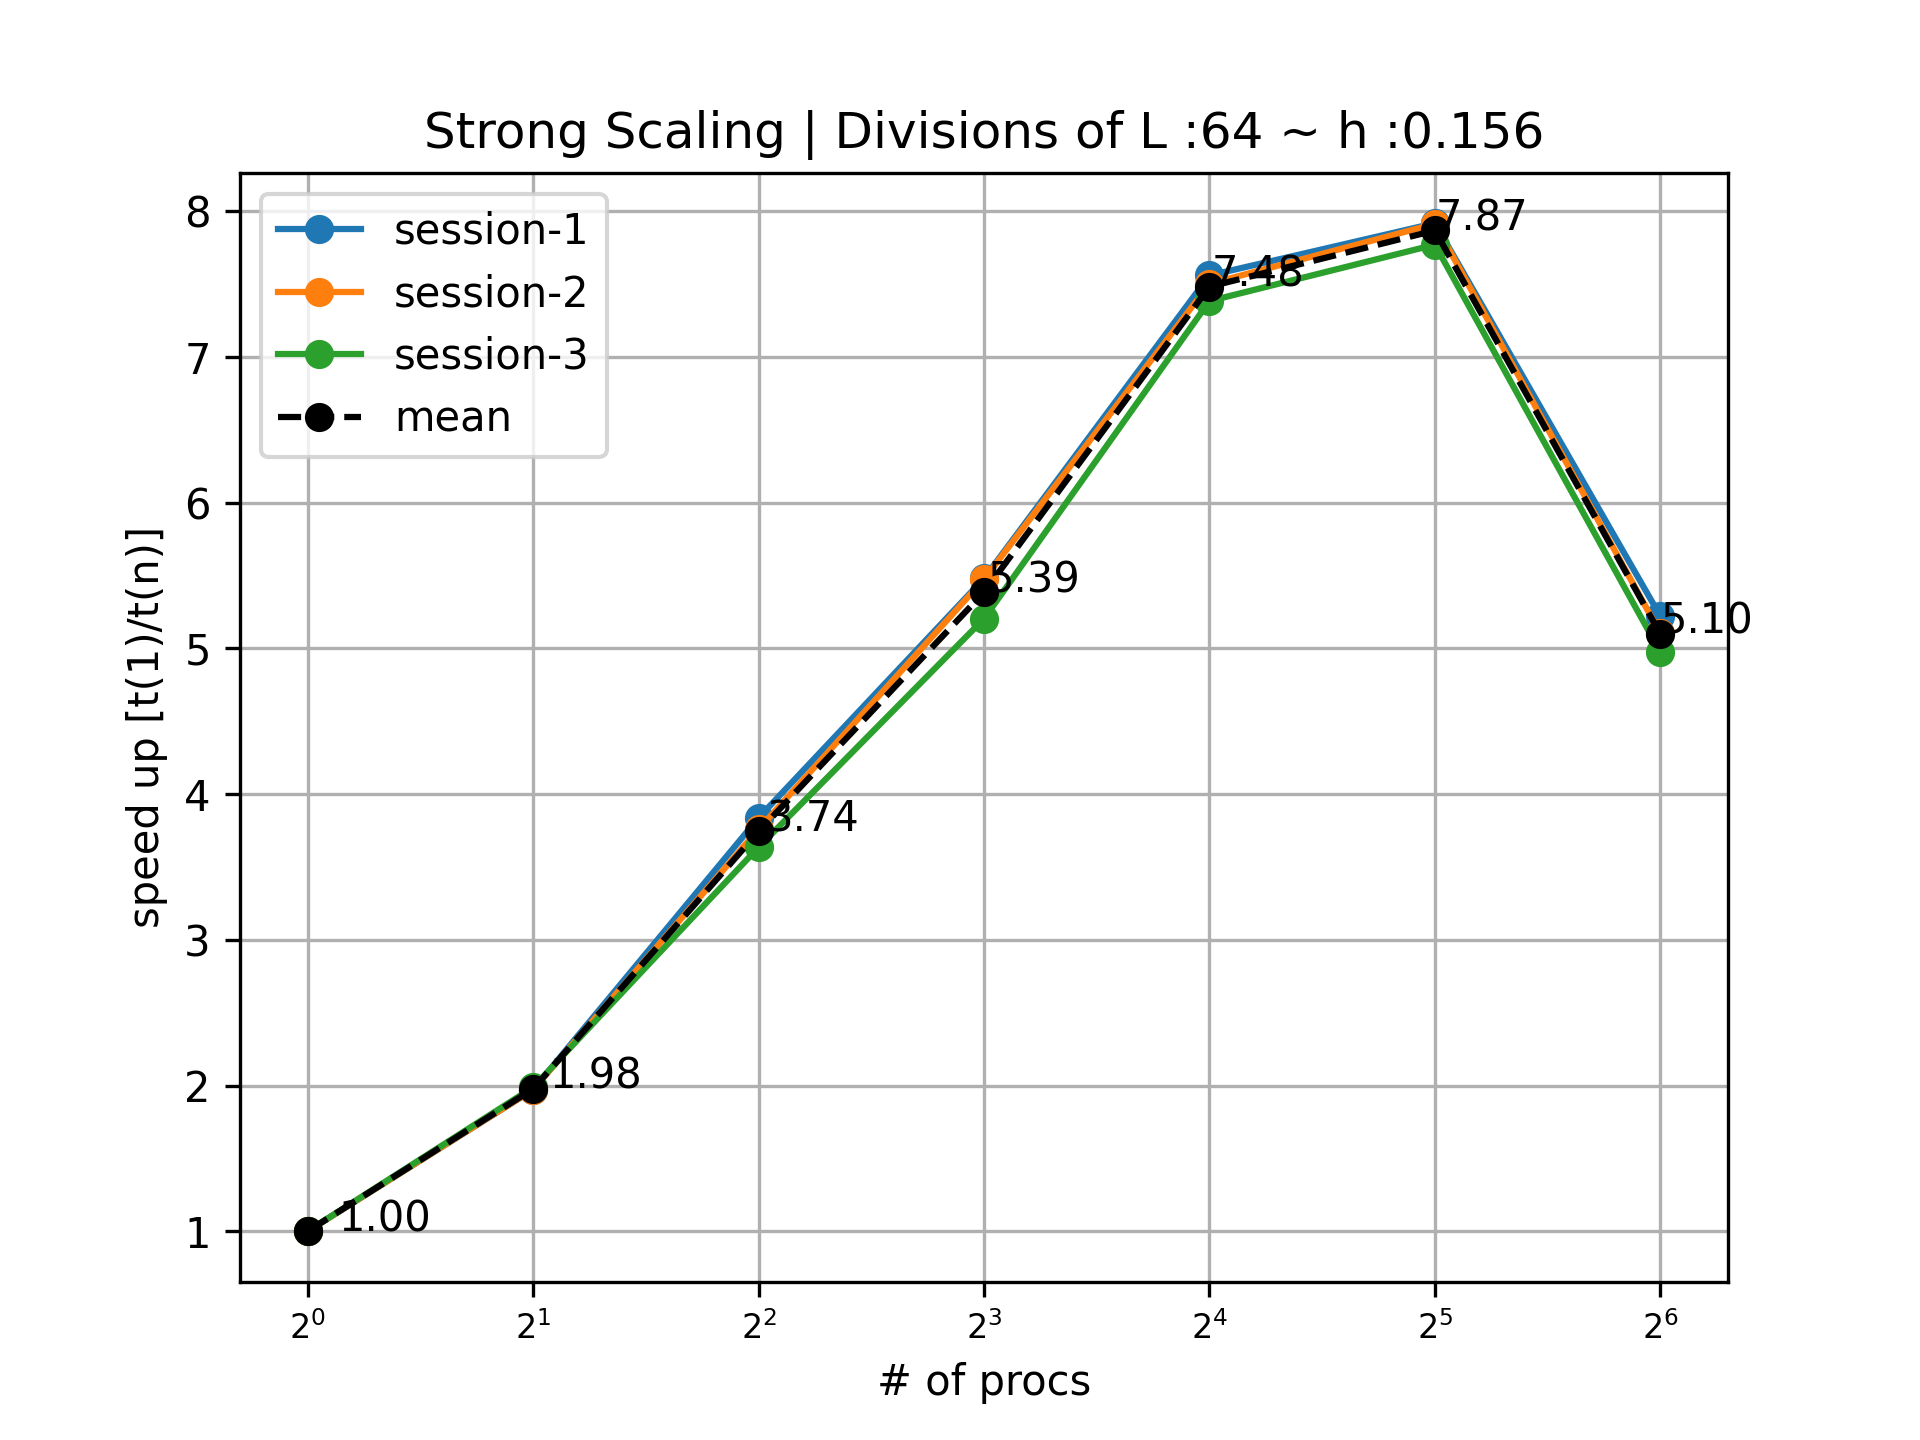 Strong Scaling | Divisions of L :64 ~ h :0.156
session-1
session-2
session-3
mean
8
7
6
5
4
3
2
1
speed up [t(1)/t(n)]
1.00
1.98
3.74
5.39
7.48
7.87
5.10
2⁰ 2¹ 2² 2³ 2⁴ 2⁵ 2⁶
# of procs